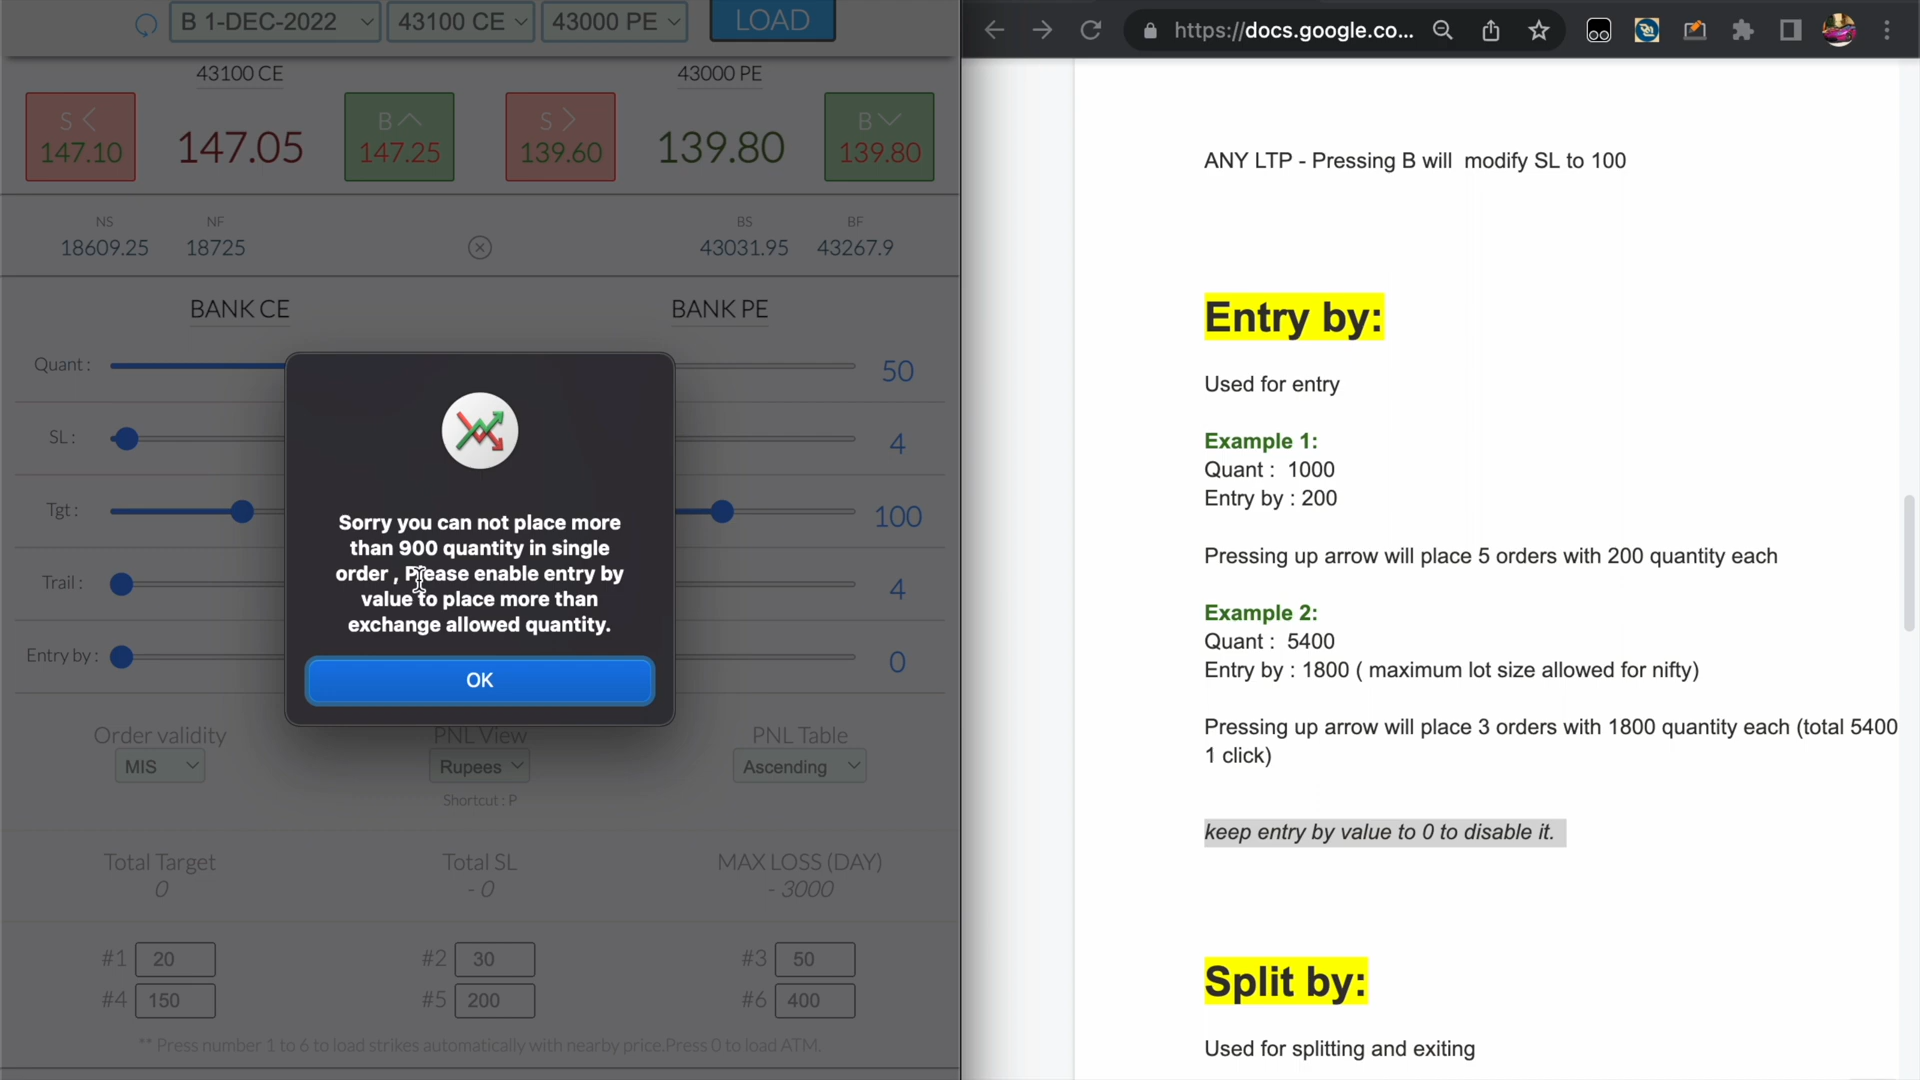 B 1-DEC-2022
43100 CE
43000 PE
LOAD
43100 CE
43000 PE
S
147.10
147.05
B
147.25
S
139.60
139.80
B
139.80
NS
18609.25
NF
18725
BS
43031.95
BF
43267.9
BANK CE
BANK PE
Quant :
50
SL :
4
Tgt :
100
Trail :
4
Entry by :
0
Sorry you can not place more
than 900 quantity in single
order , Please enable entry by
value to place more than
exchange allowed quantity.
OK
Order validity
MIS
PNL View
Rupees
Shortcut : P
PNL Table
Ascending
Total Target
0
Total SL
- 0
MAX LOSS (DAY)
- 3000
#1 20
#2 30
#3 50
#4 150
#5 200
#6 400
** Press number 1 to 6 to load strikes automatically with nearby price.Press 0 to load ATM.
https://docs.google.co...
ANY LTP - Pressing B will modify SL to 100
Entry by:
Used for entry
Example 1:
Quant : 1000
Entry by : 200
Pressing up arrow will place 5 orders with 200 quantity each
Example 2:
Quant : 5400
Entry by : 1800 ( maximum lot size allowed for nifty)
Pressing up arrow will place 3 orders with 1800 quantity each (total 5400
1 click)
keep entry by value to 0 to disable it.
Split by:
Used for splitting and exiting